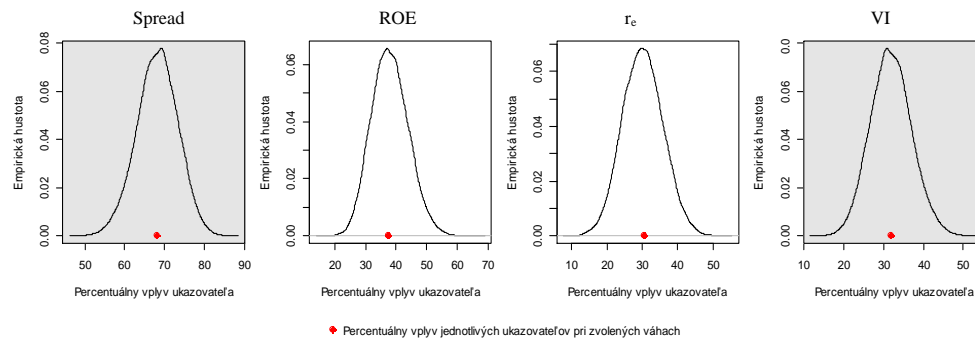 Spread
ROE
rₑ
VI
Empirická hustota
0.00 0.02 0.04 0.06 0.08
50 60 70 80 90
Percentuálny vplyv ukazovateľa
Empirická hustota
0.00 0.02 0.04 0.06
20 30 40 50 60 70
Percentuálny vplyv ukazovateľa
Empirická hustota
0.00 0.02 0.04 0.06
10 20 30 40 50
Percentuálny vplyv ukazovateľa
Empirická hustota
0.00 0.02 0.04 0.06 0.0
10 20 30 40 50
Percentuálny vplyv ukazovateľa
Percentuálny vplyv jednotlivých ukazovateľov pri zvolených váhach